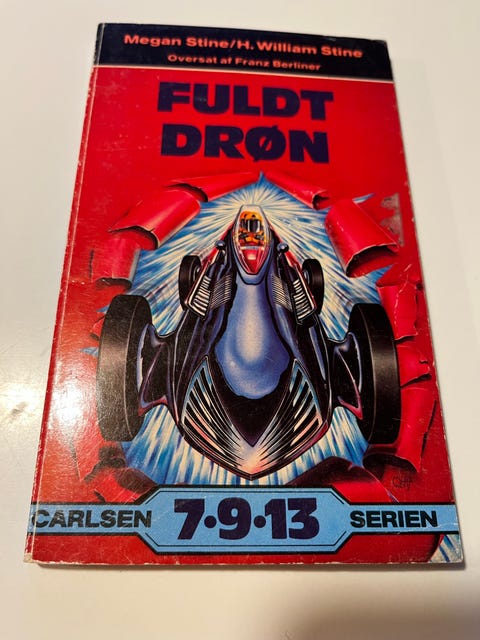 Megan Stine/H. William Stine
Oversat af Franz Berliner
FULDT
DRØN
CARLSEN 7·9·13 SERIEN